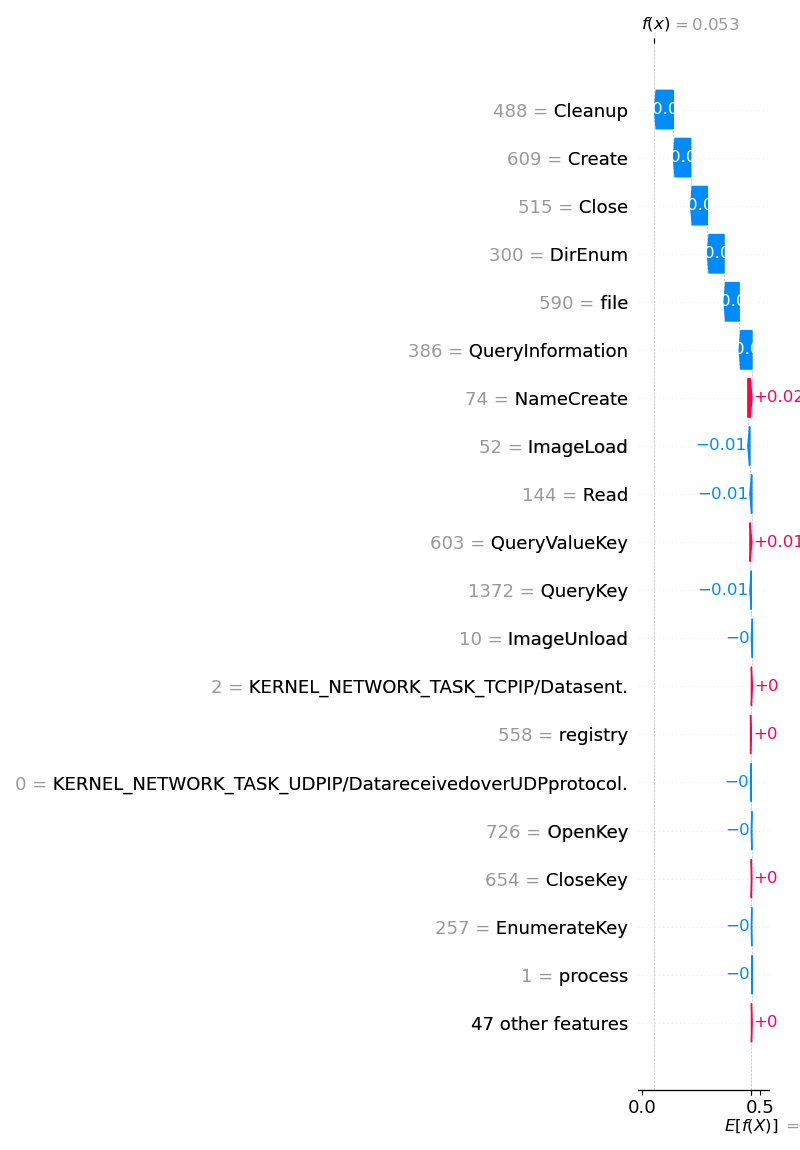 f(x) = 0.053
488 = Cleanup
609 = Create
515 = Close
300 = DirEnum
590 = file
386 = QueryInformation
74 = NameCreate +0.02
52 = ImageLoad −0.01
144 = Read −0.01
603 = QueryValueKey +0.01
1372 = QueryKey −0.01
10 = ImageUnload −0
2 = KERNEL_NETWORK_TASK_TCPIP/Datasent. +0
558 = registry +0
0 = KERNEL_NETWORK_TASK_UDPIP/DatareceivedoverUDPprotocol. −0
726 = OpenKey −0
654 = CloseKey +0
257 = EnumerateKey −0
1 = process −0
47 other features +0
0.0 0.5
E[f(X)] =